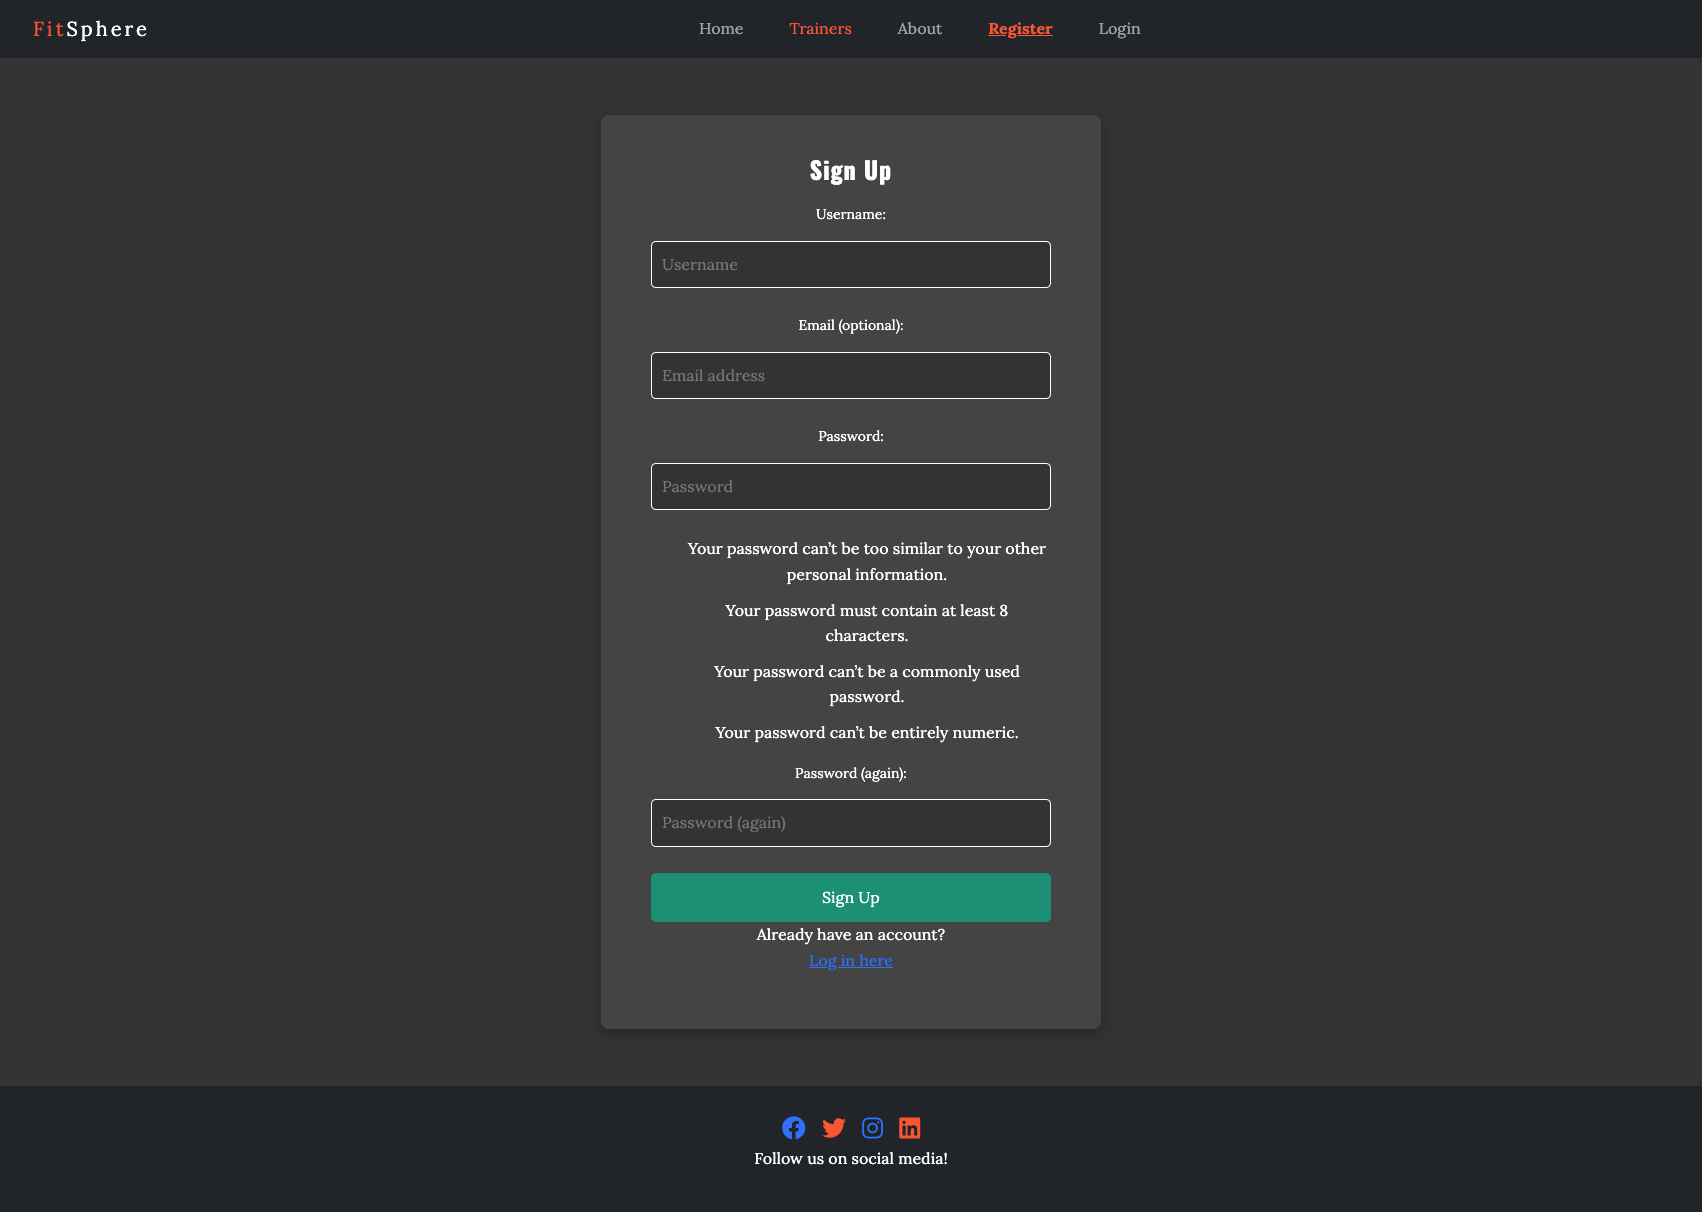 FitSphere
Home Trainers About Register Login
Sign Up
Username:
Username
Email (optional):
Email address
Password:
Password
Your password can’t be too similar to your other
personal information.
Your password must contain at least 8
characters.
Your password can’t be a commonly used
password.
Your password can’t be entirely numeric.
Password (again):
Password (again)
Sign Up
Already have an account?
Log in here
Follow us on social media!